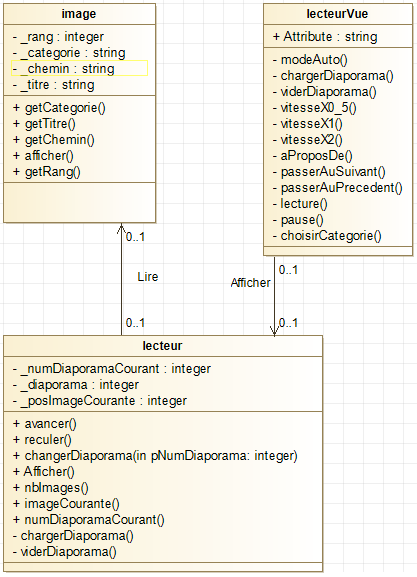 image
- _rang : integer
- _categorie : string
- _chemin : string
- _titre : string
+ getCategorie()
+ getTitre()
+ getChemin()
+ afficher()
+ getRang()
lecteurVue
+ Attribute : string
- modeAuto()
- chargerDiaporama()
- viderDiaporama()
- vitesseX0_5()
- vitesseX1()
- vitesseX2()
- aProposDe()
- passerAuSuivant()
- passerAuPrecedent()
- lecture()
- pause()
- choisirCategorie()
0..1
Lire
0..1
0..1
Afficher
0..1
lecteur
- _numDiaporamaCourant : integer
- _diaporama : integer
- _posImageCourante : integer
+ avancer()
+ reculer()
+ changerDiaporama(in pNumDiaporama: integer)
+ Afficher()
+ nbImages()
+ imageCourante()
+ numDiaporamaCourant()
- chargerDiaporama()
- viderDiaporama()